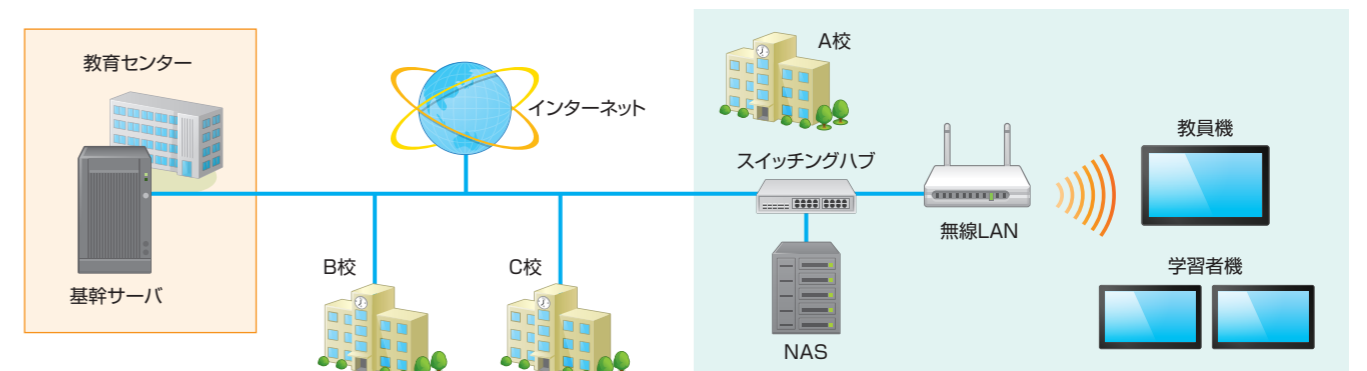 教育センター
基幹サーバ
インターネット
B校
C校
A校
スイッチングハブ
NAS
無線LAN
教員機
学習者機